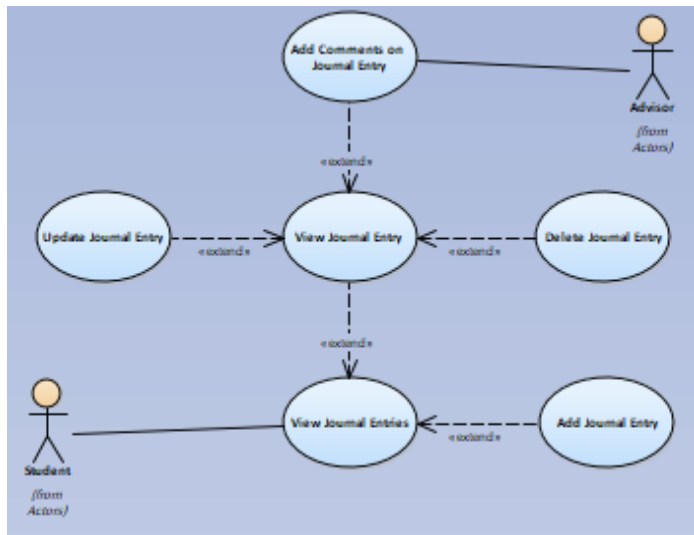 Add Comments on
Journal Entry
Advisor
(from
Actors)
«extend»
Update Journal Entry
View Journal Entry
Delete Journal Entry
«extend»
«extend»
«extend»
View Journal Entries
Add Journal Entry
«extend»
Student
(from
Actors)